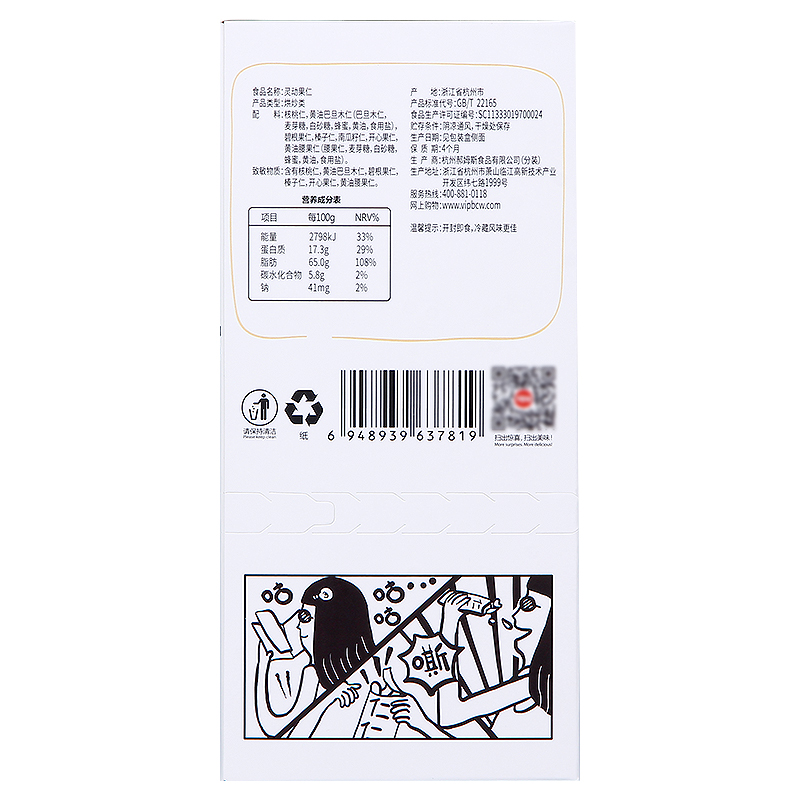 食品名称:灵动果仁
产品类型:烘炒类
配 料:核桃仁,黄油巴旦木仁(巴旦木仁,
麦芽糖,白砂糖,蜂蜜,黄油,食用盐),
碧根果仁,榛子仁,南瓜籽仁,开心果仁,
黄油腰果仁(腰果仁,麦芽糖,白砂糖,
蜂蜜,黄油,食用盐)。
致敏物质:含有核桃仁,黄油巴旦木仁,碧根果仁,
榛子仁,开心果仁,黄油腰果仁。
营养成分表
项目 每100g NRV%
能量 2798kJ 33%
蛋白质 17.3g 29%
脂肪 65.0g 108%
碳水化合物 5.8g 2%
钠 41mg 2%
产 地:浙江省杭州市
产品标准代号:GB/T 22165
食品生产许可证编号:SC11333019700024
贮存条件:阴凉通风,干燥处保存
生产日期:见包装盒侧面
保 质 期:4个月
生 产 商:杭州郝姆斯食品有限公司(分装)
生产地址:浙江省杭州市萧山临江高新技术产业
开发区纬七路1999号
服务热线:400-881-0118
网上购物:www.vipbcw.com
温馨提示:开封即食,冷藏风味更佳
请保持清洁
Please keep clean
纸
6 948939 637819
扫出惊喜,扫出美味!
More surprises. More delicious!
咕
咕
咕
嘶